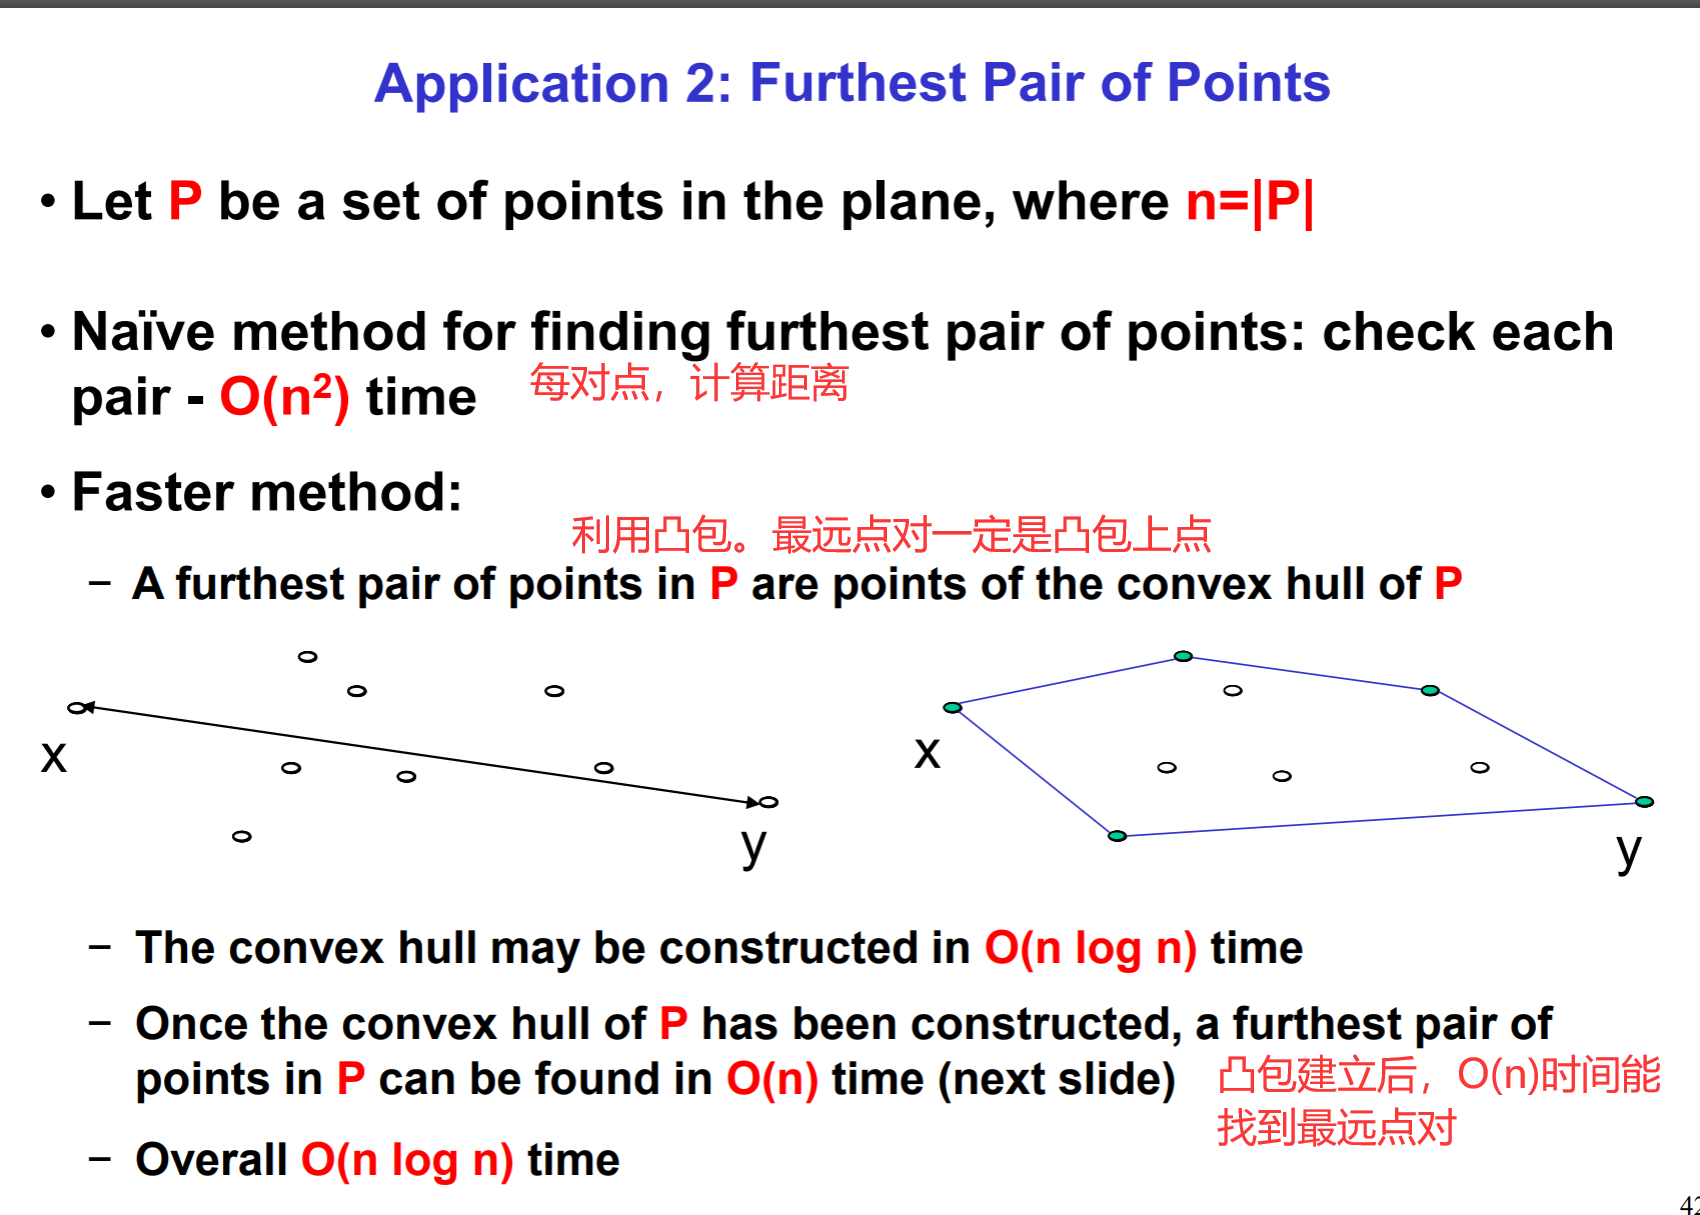 Application 2: Furthest Pair of Points
• Let P be a set of points in the plane, where n=|P|
• Naïve method for finding furthest pair of points: check each
pair - O(n²) time
每对点，计算距离
• Faster method:
利用凸包。最远点对一定是凸包上点
– A furthest pair of points in P are points of the convex hull of P
x
y
x
y
– The convex hull may be constructed in O(n log n) time
– Once the convex hull of P has been constructed, a furthest pair of
points in P can be found in O(n) time (next slide)
凸包建立后，O(n)时间能
找到最远点对
– Overall O(n log n) time
42